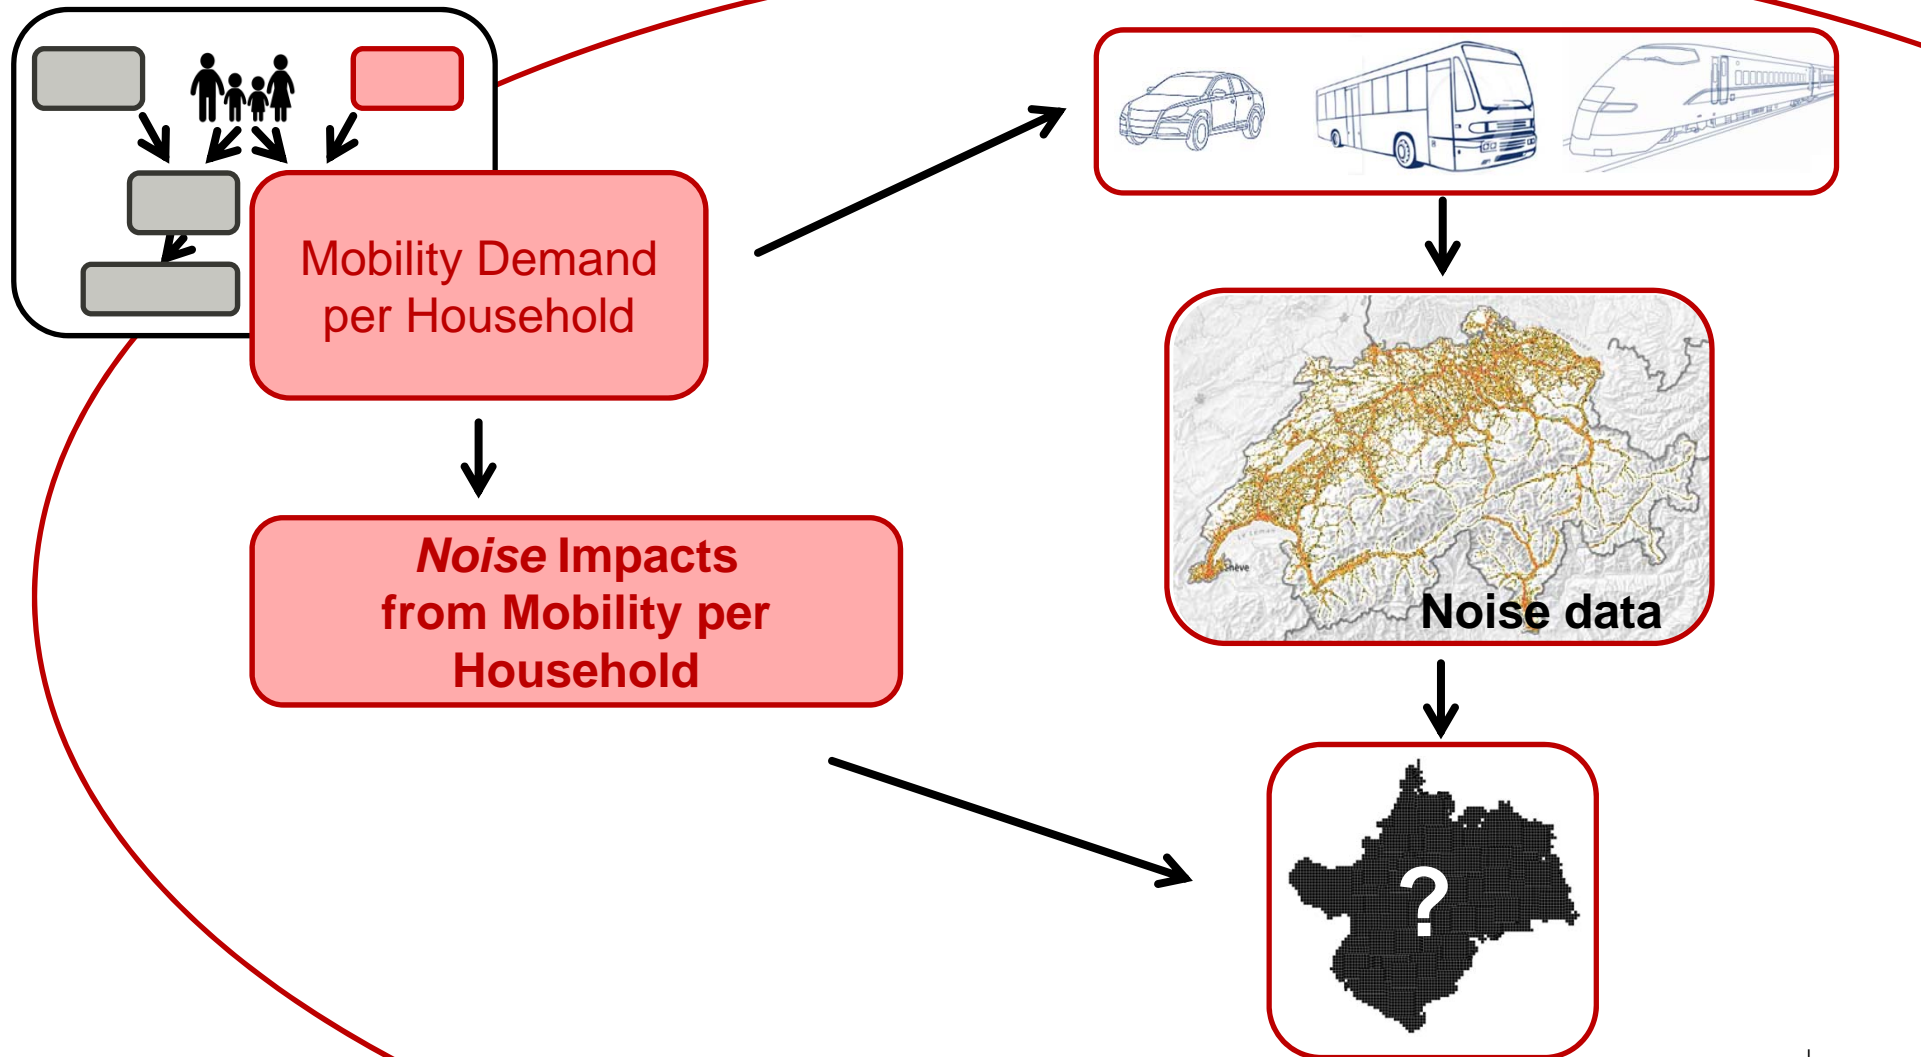 Mobility Demand
per Household
Noise Impacts
from Mobility per
Household
Noise data
?